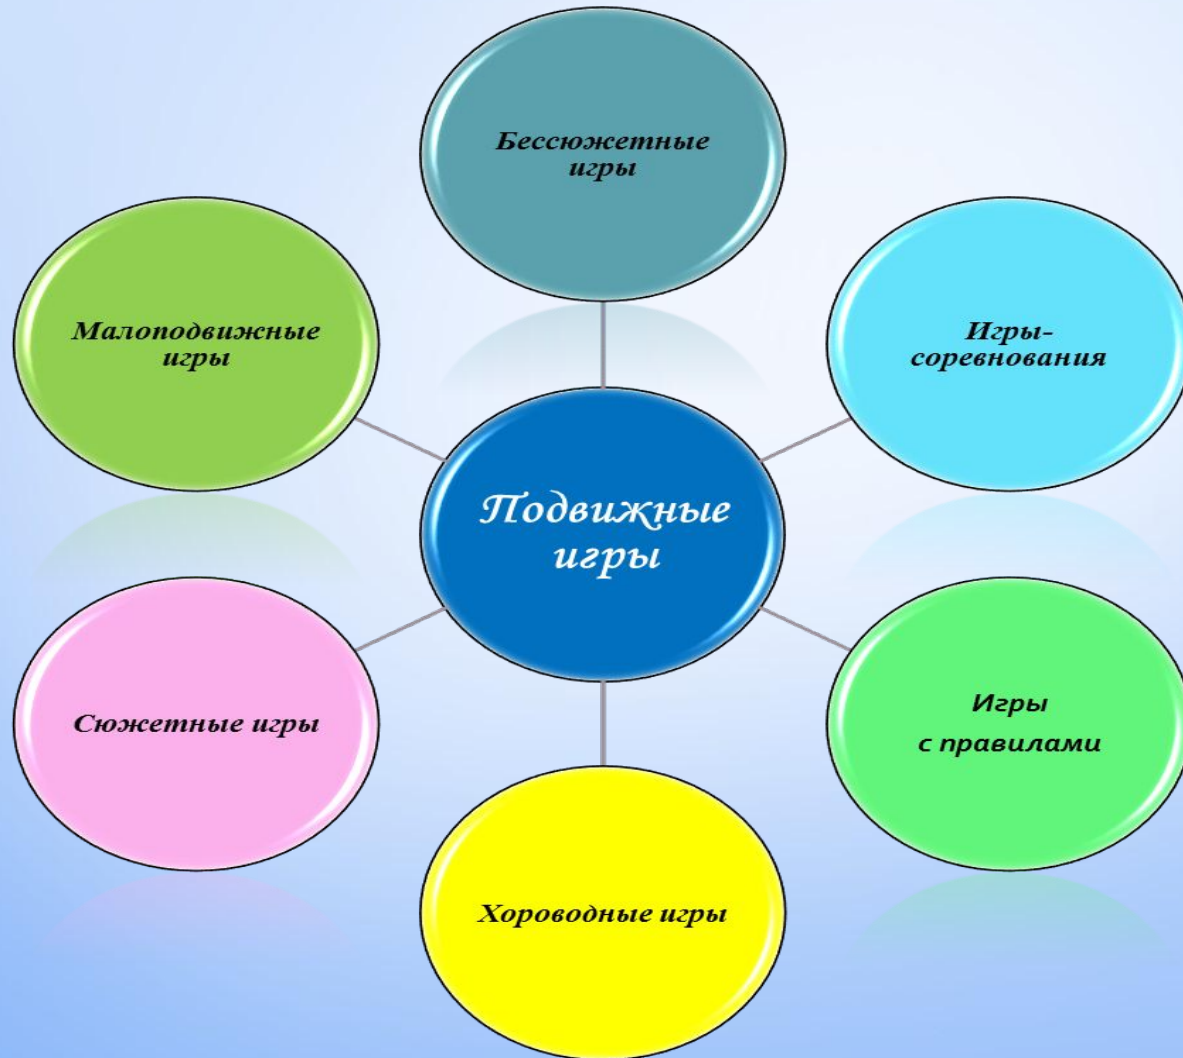 Бессюжетные
игры
Малоподвижные
игры
Игры-
соревнования
Подвижные
игры
Сюжетные игры
Игры
с правилами
Хороводные игры